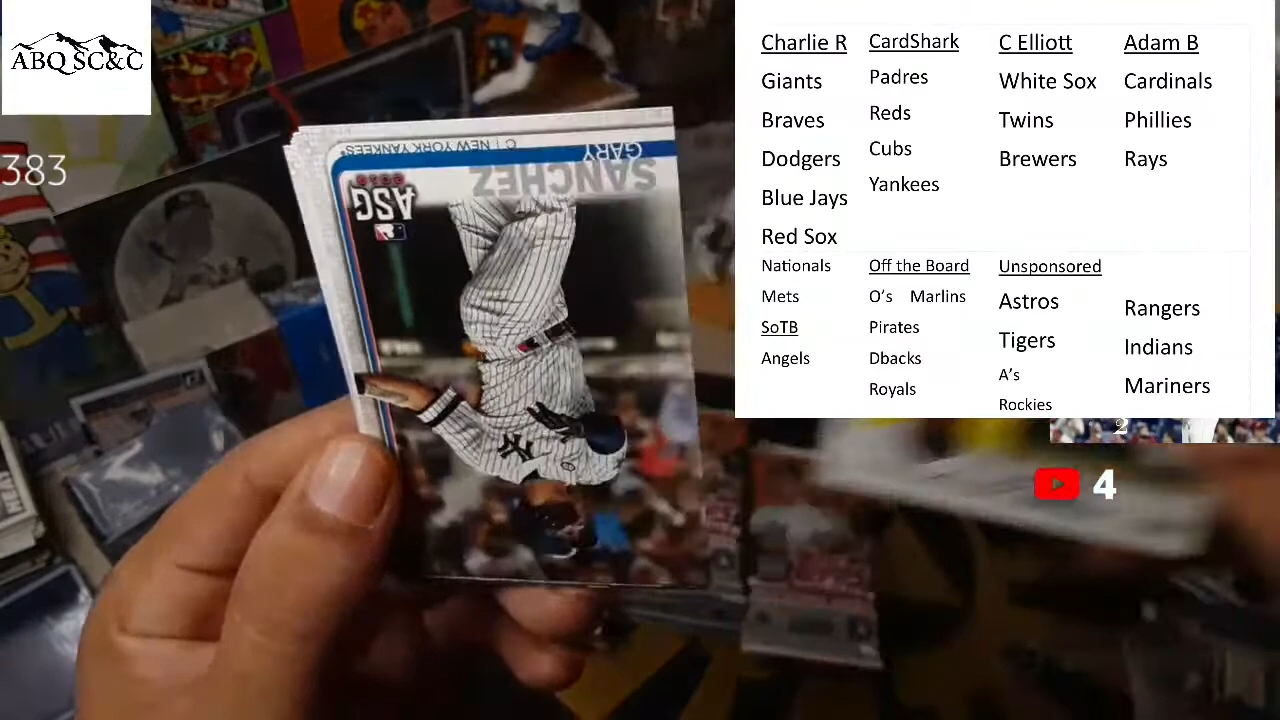 ABQ SC&C
383
C | NEW YORK YANKEES
GARY
SANCHEZ
ASG
Charlie R
Giants
Braves
Dodgers
Blue Jays
Red Sox
Nationals
Mets
SoTB
Angels
CardShark
Padres
Reds
Cubs
Yankees
Off the Board
O's Marlins
Pirates
Dbacks
Royals
C Elliott
White Sox
Twins
Brewers
Unsponsored
Astros
Tigers
A's
Rockies
Adam B
Cardinals
Phillies
Rays
Rangers
Indians
Mariners
2
4